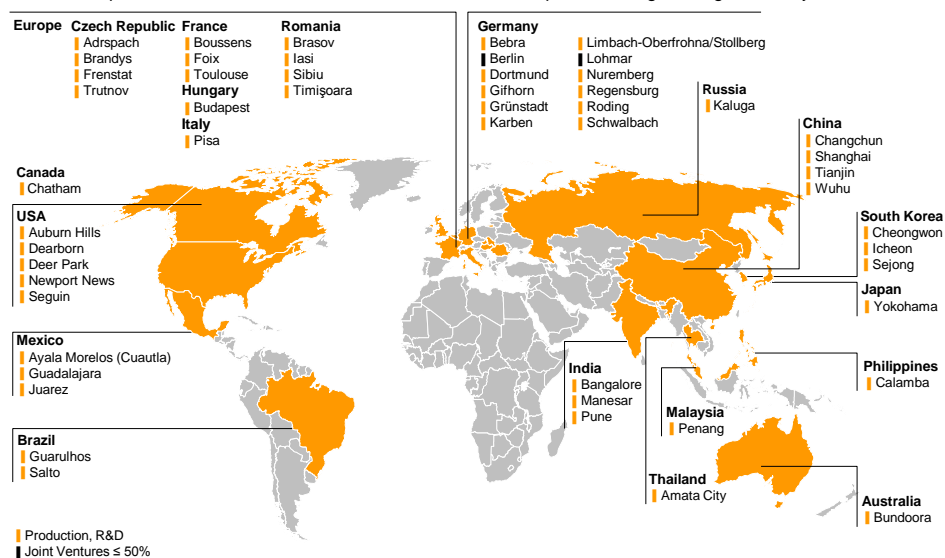 Europe
Czech Republic
Adrspach
Brandys
Frenstat
Trutnov
France
Boussens
Foix
Toulouse
Hungary
Budapest
Italy
Pisa
Romania
Brasov
Iasi
Sibiu
Timişoara
Germany
Bebra
Berlin
Dortmund
Gifhorn
Grünstadt
Karben
Limbach-Oberfrohna/Stollberg
Lohmar
Nuremberg
Regensburg
Roding
Schwalbach
Russia
Kaluga
China
Changchun
Shanghai
Tianjin
Wuhu
Canada
Chatham
USA
Auburn Hills
Dearborn
Deer Park
Newport News
Seguin
South Korea
Cheongwon
Icheon
Sejong
Japan
Yokohama
Mexico
Ayala Morelos (Cuautla)
Guadalajara
Juarez
India
Bangalore
Manesar
Pune
Philippines
Calamba
Malaysia
Penang
Brazil
Guarulhos
Salto
Thailand
Amata City
Australia
Bundoora
Production, R&D
Joint Ventures ≤ 50%